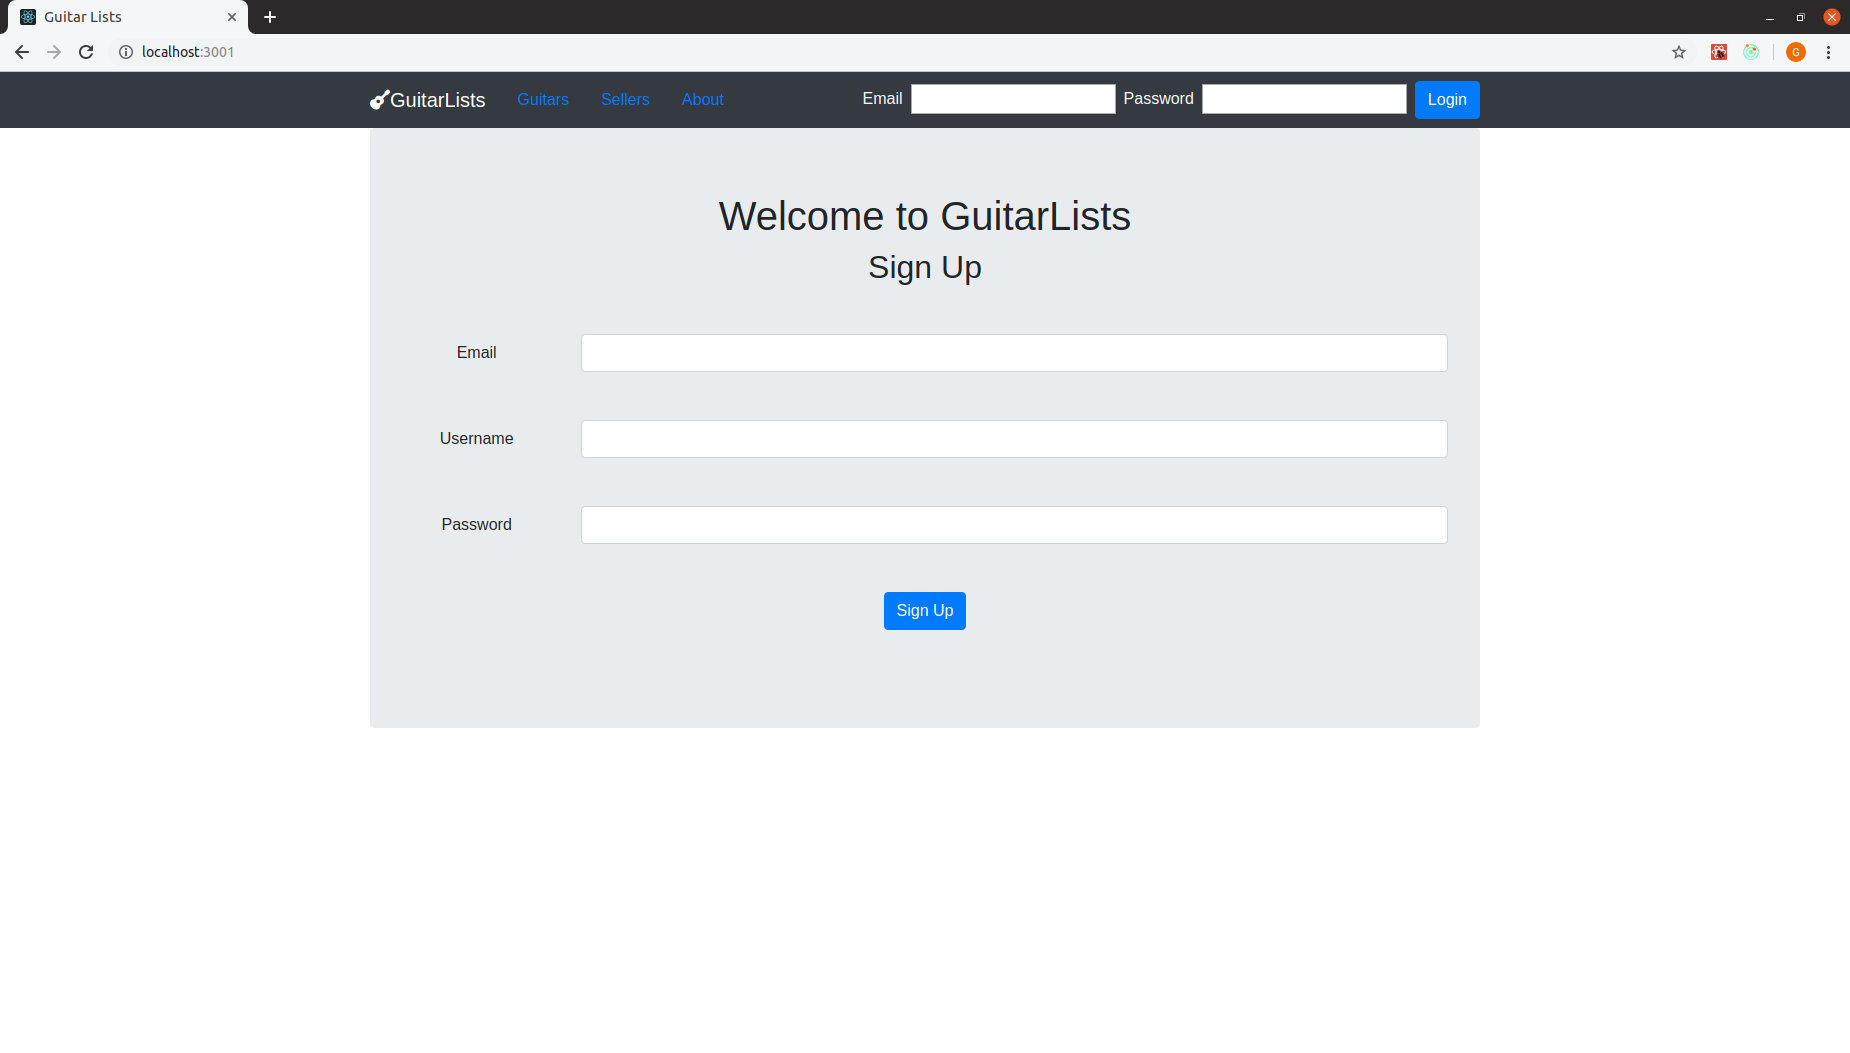 Guitar Lists
localhost:3001
G
GuitarLists Guitars Sellers About Email Password Login
Welcome to GuitarLists
Sign Up
Email
Username
Password
Sign Up